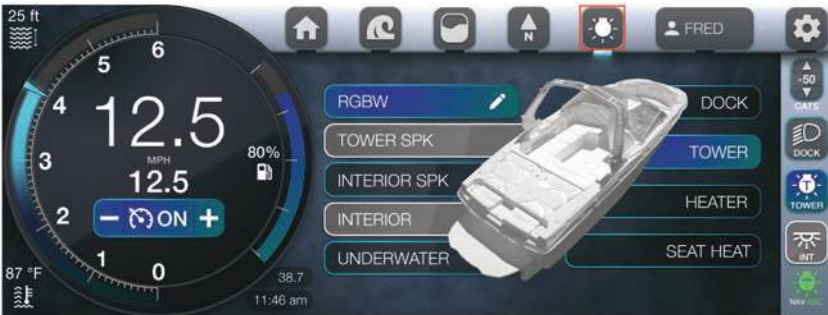 25 ft
6
5
4
3
2
1
0
12.5
MPH
12.5
ON
80%
87 °F
38.7
11:46 am
N
FRED
RGBW
TOWER SPK
INTERIOR SPK
INTERIOR
UNDERWATER
DOCK
TOWER
HEATER
SEAT HEAT
-50
CATS
DOCK
T
TOWER
INT
NAV ANC